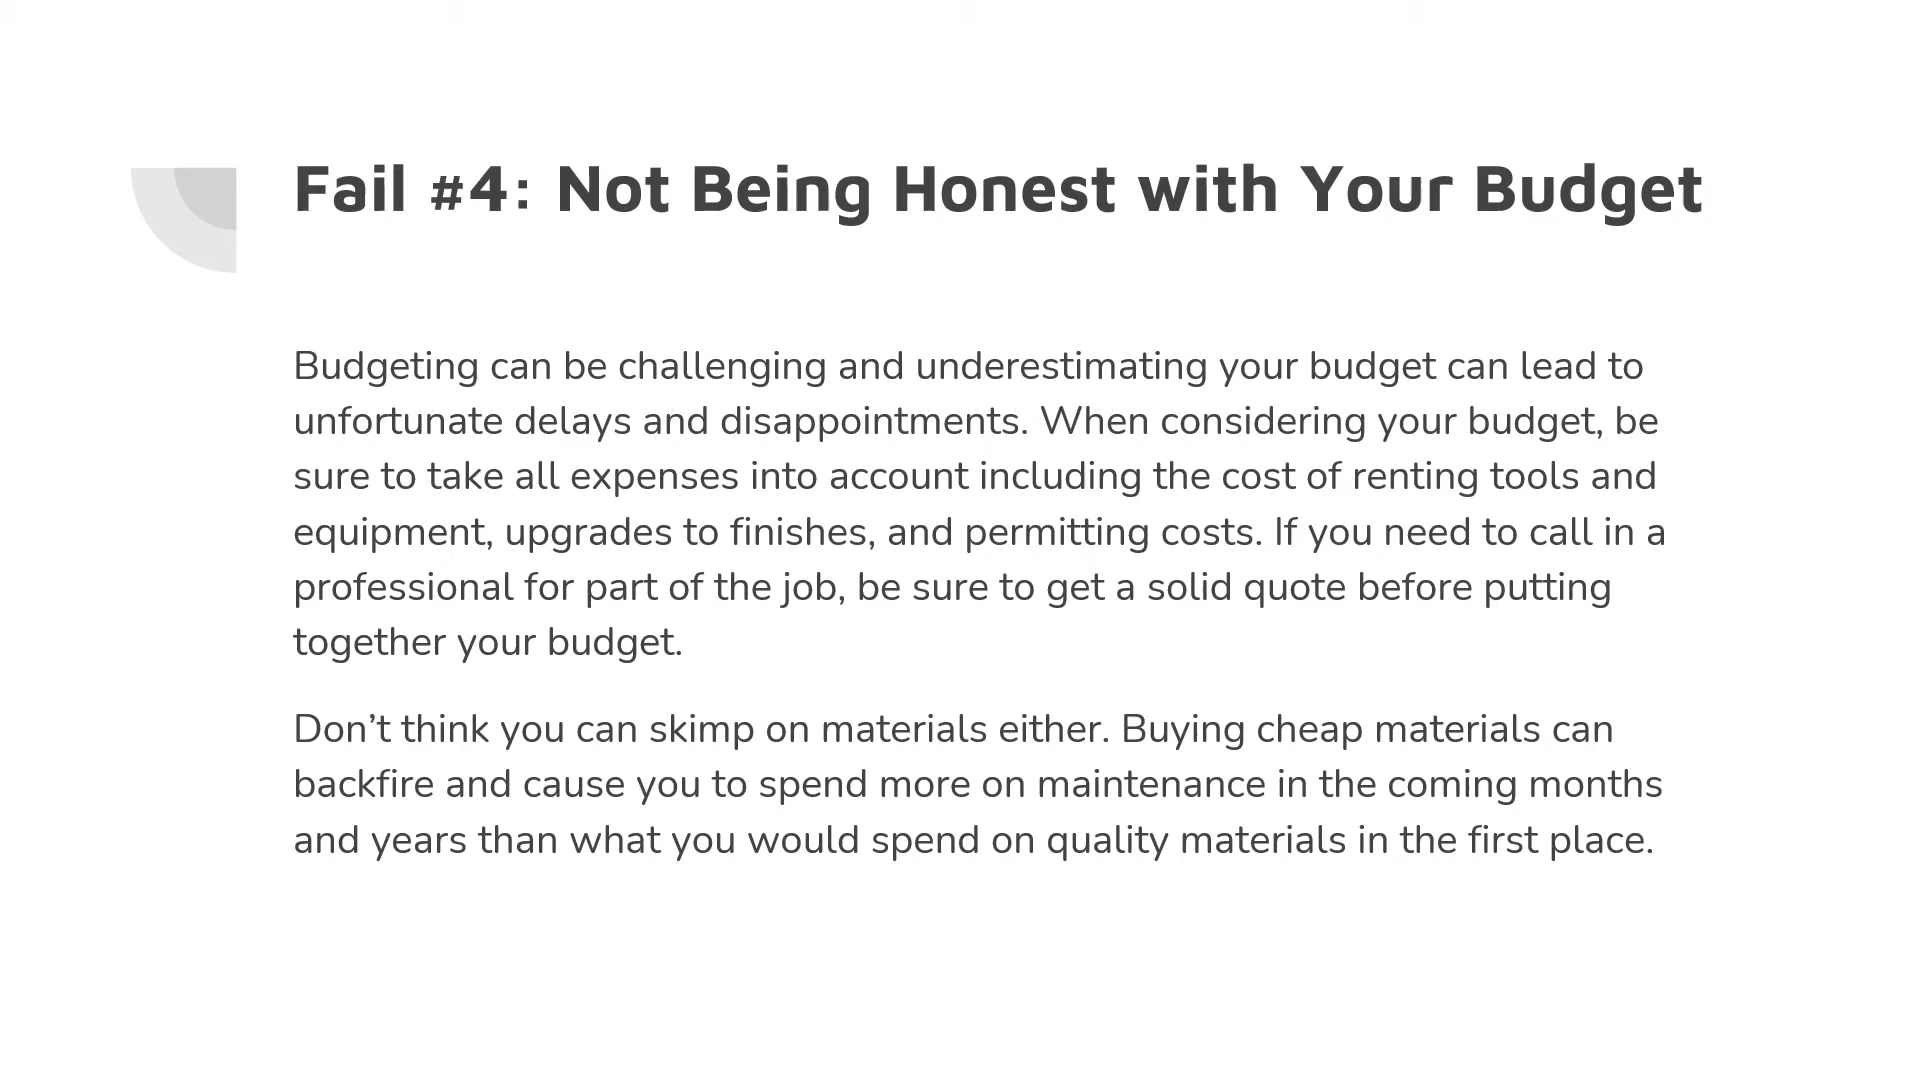 Fail #4: Not Being Honest with Your Budget
Budgeting can be challenging and underestimating your budget can lead to
unfortunate delays and disappointments. When considering your budget, be
sure to take all expenses into account including the cost of renting tools and
equipment, upgrades to finishes, and permitting costs. If you need to call in a
professional for part of the job, be sure to get a solid quote before putting
together your budget.
Don’t think you can skimp on materials either. Buying cheap materials can
backfire and cause you to spend more on maintenance in the coming months
and years than what you would spend on quality materials in the first place.